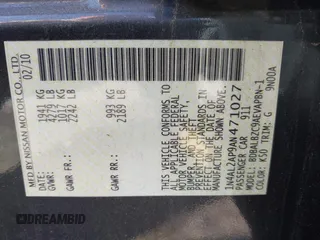 MFD BY NISSAN MOTOR CO., LTD.
02/10
GVWR 1941 KG
4279 LB
GAWR FR 1017 KG
2242 LB
GAWR RR 993 KG
2189 LB
THIS VEHICLE CONFORMS TO
ALL APPLICABLE FEDERAL
MOTOR VEHICLE SAFETY,
BUMPER AND THEFT
PREVENTION STANDARDS
IN EFFECT ON THE DATE OF
MANUFACTURE SHOWN ABOVE.
1N4AL2AP9AN471027
PASSENGER CAR 911
MODEL: BDBALBZC9AEVAPBN-1
COLOR: K50 TRIM: G 9N00A